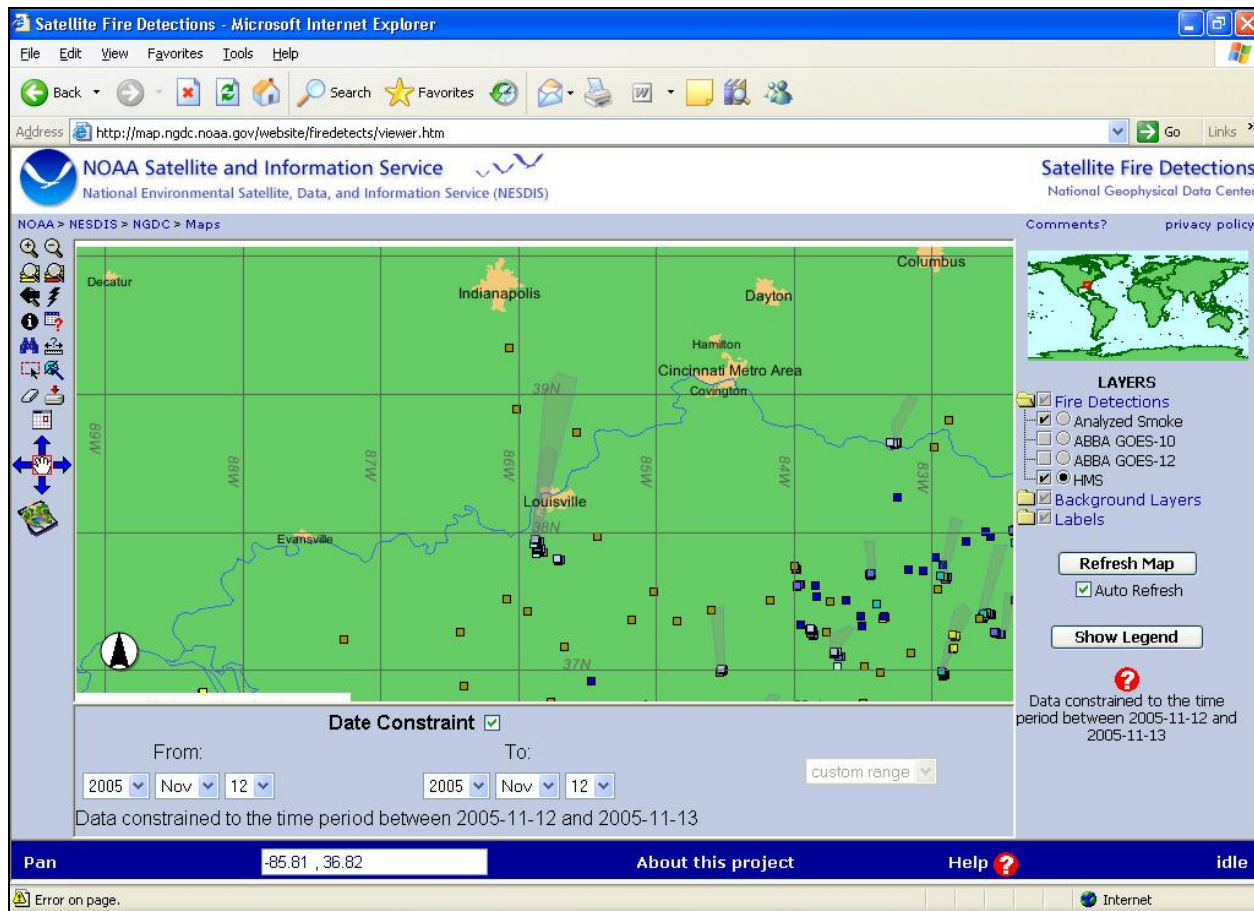 Satellite Fire Detections - Microsoft Internet Explorer
File Edit View Favorites Tools Help
Back Search Favorites
Address http://map.ngdc.noaa.gov/website/firedetects/viewer.htm Go Links »
NOAA Satellite and Information Service
National Environmental Satellite, Data, and Information Service (NESDIS)
Satellite Fire Detections
National Geophysical Data Center
NOAA > NESDIS > NGDC > Maps
Comments? privacy policy
Columbus
Decatur
Indianapolis
Dayton
Hamilton
Cincinnati Metro Area
Covington
39N
89W
88W
87W
86W
85W
84W
83W
Louisville
38N
Evansville
37N
LAYERS
Fire Detections
Analyzed Smoke
ABBA GOES-10
ABBA GOES-12
HMS
Background Layers
Labels
Refresh Map
Auto Refresh
Show Legend
?
Data constrained to the time
period between 2005-11-12 and
2005-11-13
Date Constraint
From: To:
2005 Nov 12 2005 Nov 12 custom range
Data constrained to the time period between 2005-11-12 and 2005-11-13
Pan -85.81 , 36.82 About this project Help ? idle
Error on page. Internet